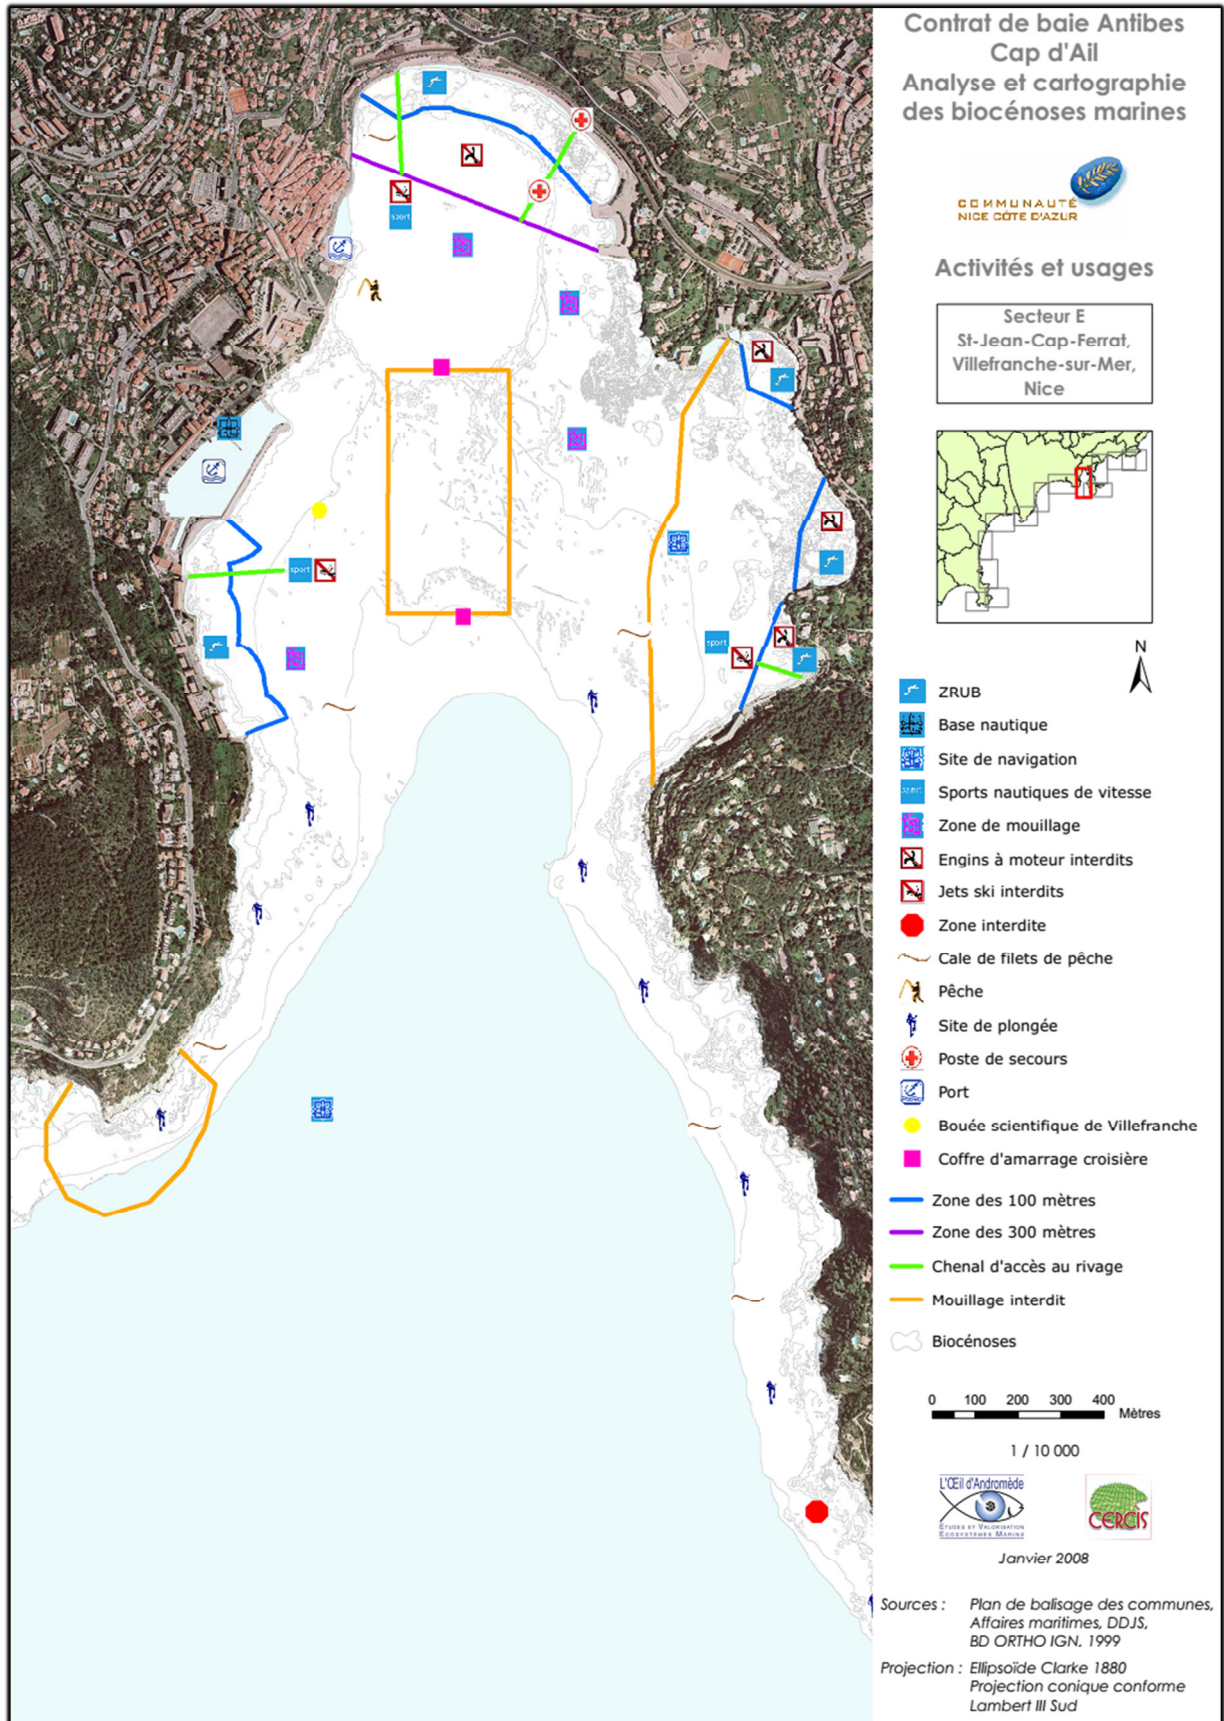 Contrat de baie Antibes
Cap d'Ail
Analyse et cartographie
des biocénoses marines
COMMUNAUTÉ
NICE CÔTE D'AZUR
Activités et usages
Secteur E
St-Jean-Cap-Ferrat,
Villefranche-sur-Mer,
Nice
N
ZRUB
Base nautique
Site de navigation
sport Sports nautiques de vitesse
Zone de mouillage
Engins à moteur interdits
Jets ski interdits
Zone interdite
Cale de filets de pêche
Pêche
Site de plongée
Poste de secours
Port
Bouée scientifique de Villefranche
Coffre d'amarrage croisière
Zone des 100 mètres
Zone des 300 mètres
Chenal d'accès au rivage
Mouillage interdit
Biocénoses
0 100 200 300 400
Mètres
1 / 10 000
L'Œil d'Andromède
ÉTUDES ET VALORISATION
ECOSYSTÈMES MARINS
CERCIS
Janvier 2008
Sources : Plan de balisage des communes,
Affaires maritimes, DDJS,
BD ORTHO IGN, 1999
Projection : Ellipsoïde Clarke 1880
Projection conique conforme
Lambert III Sud
sport
sport
sport